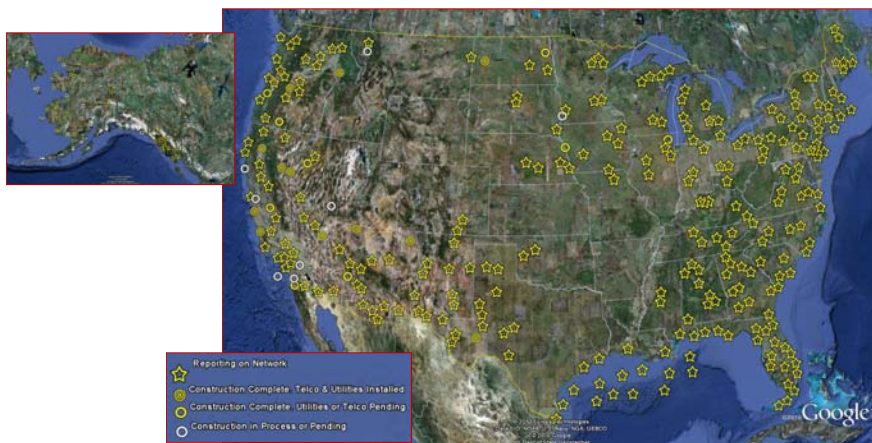 Reporting on Network
Construction Complete: Telco & Utilities Installed
Construction Complete: Utilities or Telco Pending
Construction in Process or Pending
Google